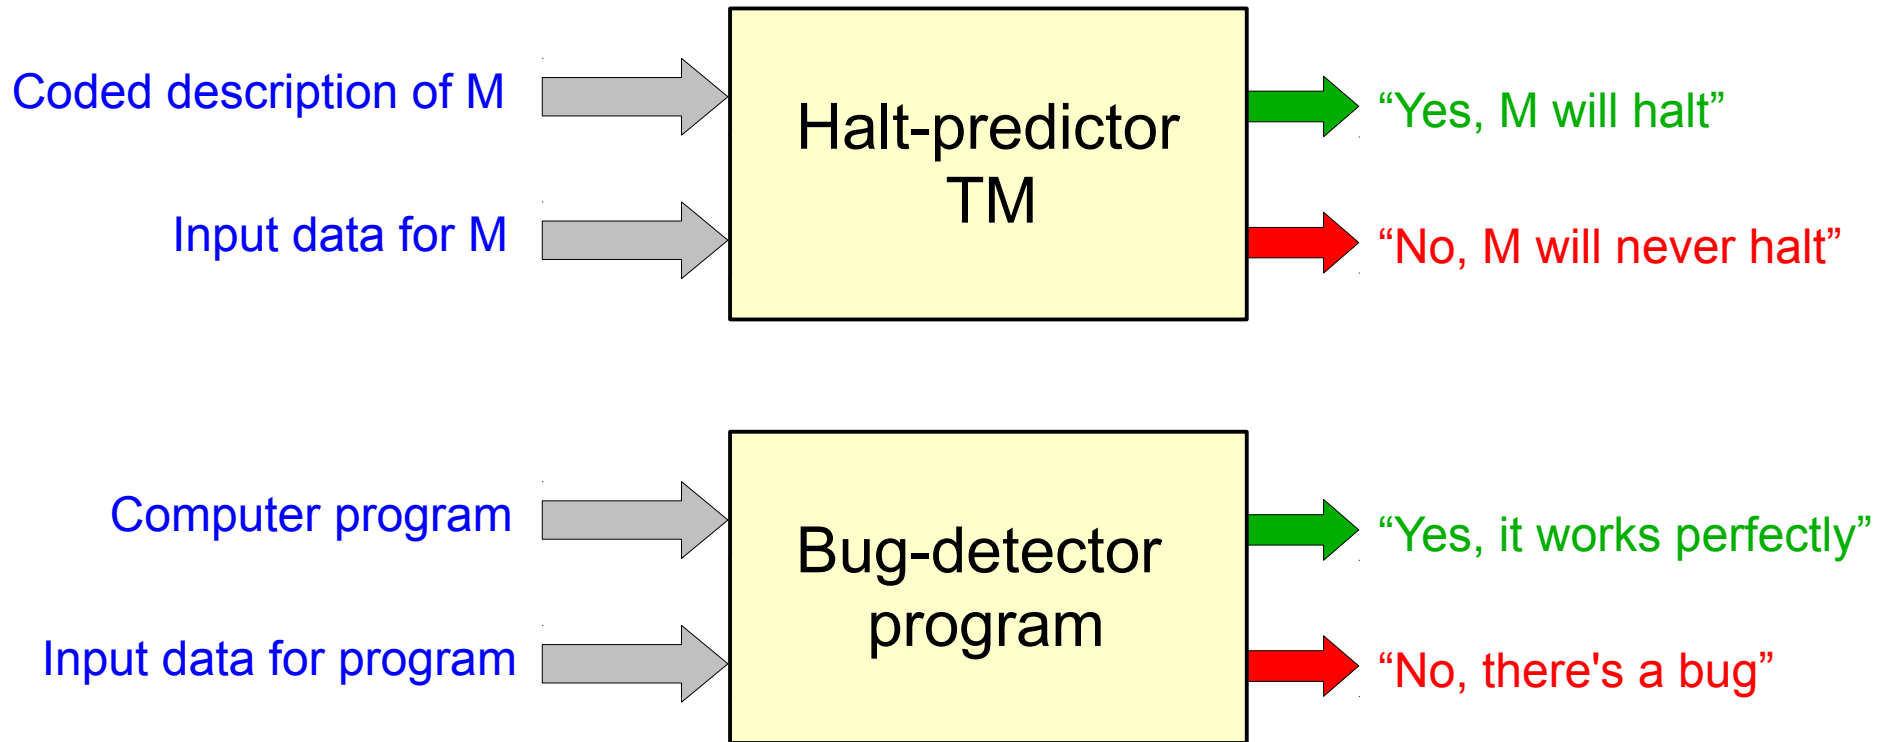 Coded description of M
Input data for M
Halt-predictor
TM
“Yes, M will halt”
“No, M will never halt”
Computer program
Input data for program
Bug-detector
program
“Yes, it works perfectly”
“No, there's a bug”